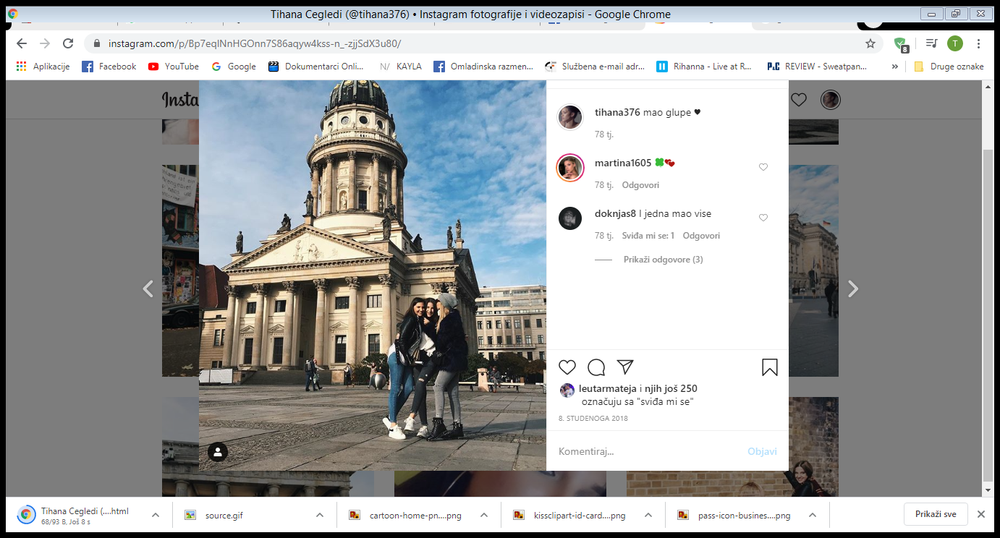 Tihana Cegledi (@tihana376) • Instagram fotografije i videozapisi - Google Chrome
instagram.com/p/Bp7eqlNnHGOnn7S86aqyw4kss-n_-zjjSdX3u80/
8
T
Aplikacije Facebook YouTube Google Dokumentarci Onli... N/ KAYLA Omladinska razmen... Službena e-mail adr... Rihanna - Live at R... P&C REVIEW - Sweatpan... » Druge oznake
Insta
tihana376 mao glupe ♥
78 tj.
martina1605 🍀💕
78 tj. Odgovori
doknjas8 I jedna mao vise
78 tj. Sviđa mi se: 1 Odgovori
Prikaži odgovore (3)
leutarmateja i njih još 250
označuju sa "sviđa mi se"
8. STUDENOGA 2018
Komentiraj... Objavi
Tihana Cegledi (....html
68/93 B, Još 8 s
source.gif
cartoon-home-pn....png
kissclipart-id-card....png
pass-icon-busines....png
Prikaži sve